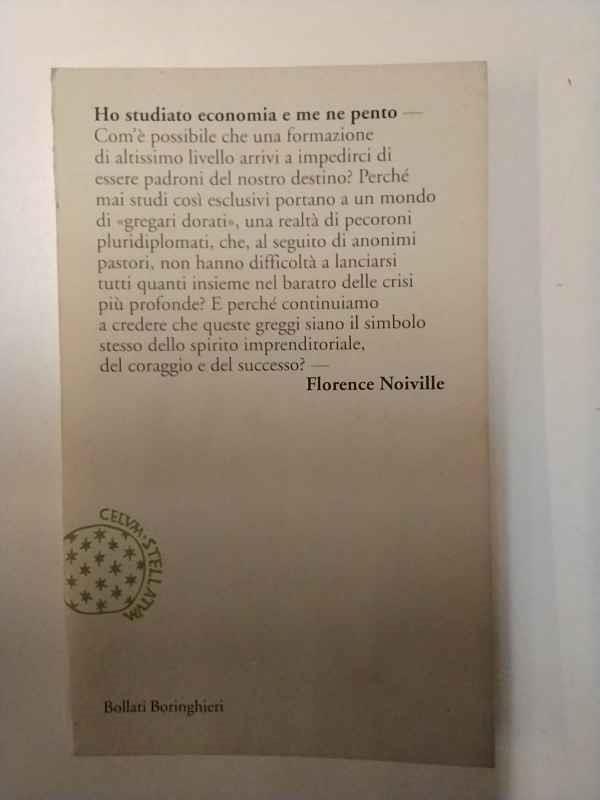 Ho studiato economia e me ne pento —
Com'è possibile che una formazione
di altissimo livello arrivi a impedirci di
essere padroni del nostro destino? Perché
mai studi così esclusivi portano a un mondo
di «gregari dorati», una realtà di pecoroni
pluridiplomati, che, al seguito di anonimi
pastori, non hanno difficoltà a lanciarsi
tutti quanti insieme nel baratro delle crisi
più profonde? E perché continuiamo
a credere che queste greggi siano il simbolo
stesso dello spirito imprenditoriale,
del coraggio e del successo? —
Florence Noiville
CELVM · STELLATVM
Bollati Boringhieri